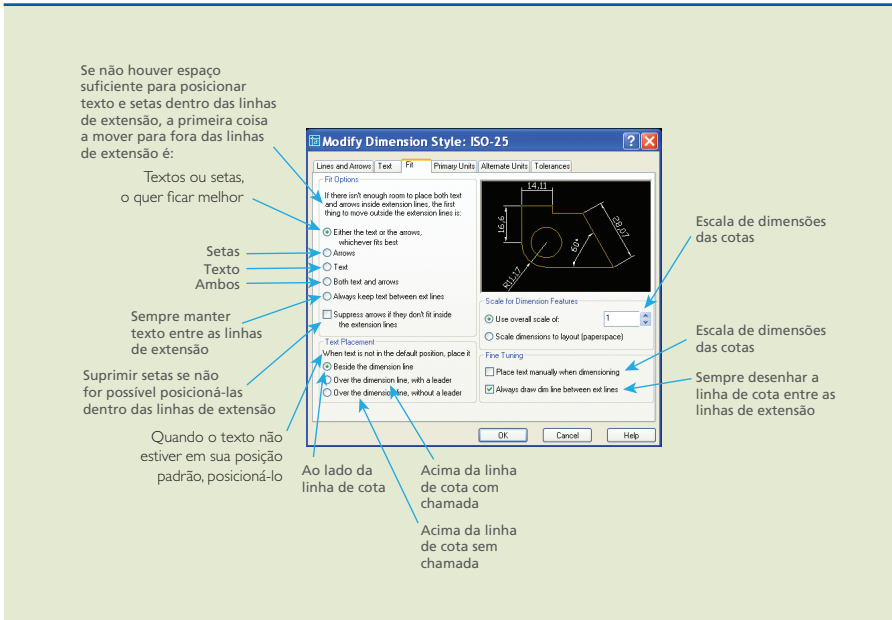 Se não houver espaço
suficiente para posicionar
texto e setas dentro das linhas
de extensão, a primeira coisa
a mover para fora das linhas
de extensão é:
Textos ou setas,
o quer ficar melhor
Setas
Texto
Ambos
Sempre manter
texto entre as linhas
de extensão
Suprimir setas se não
for possível posicioná-las
dentro das linhas de extensão
Quando o texto não
estiver em sua posição
padrão, posicioná-lo
Modify Dimension Style: ISO-25
Lines and Arrows Text Fit Primary Units Alternate Units Tolerances
Fit Options
If there isn't enough room to place both text
and arrows inside extension lines, the first
thing to move outside the extension lines is:
Either the text or the arrows,
whichever fits best
Arrows
Text
Both text and arrows
Always keep text between ext lines
Suppress arrows if they don't fit inside
the extension lines
Text Placement
When text is not in the default position, place it
Beside the dimension line
Over the dimension line, with a leader
Over the dimension line, without a leader
14,11
16,6
28,07
60°
R11,17
Scale for Dimension Features
Use overall scale of: 1
Scale dimensions to layout (paperspace)
Fine Tuning
Place text manually when dimensioning
Always draw dim line between ext lines
OK Cancel Help
Escala de dimensões
das cotas
Escala de dimensões
das cotas
Sempre desenhar a
linha de cota entre as
linhas de extensão
Ao lado da
linha de cota
Acima da linha
de cota com
chamada
Acima da linha
de cota sem
chamada